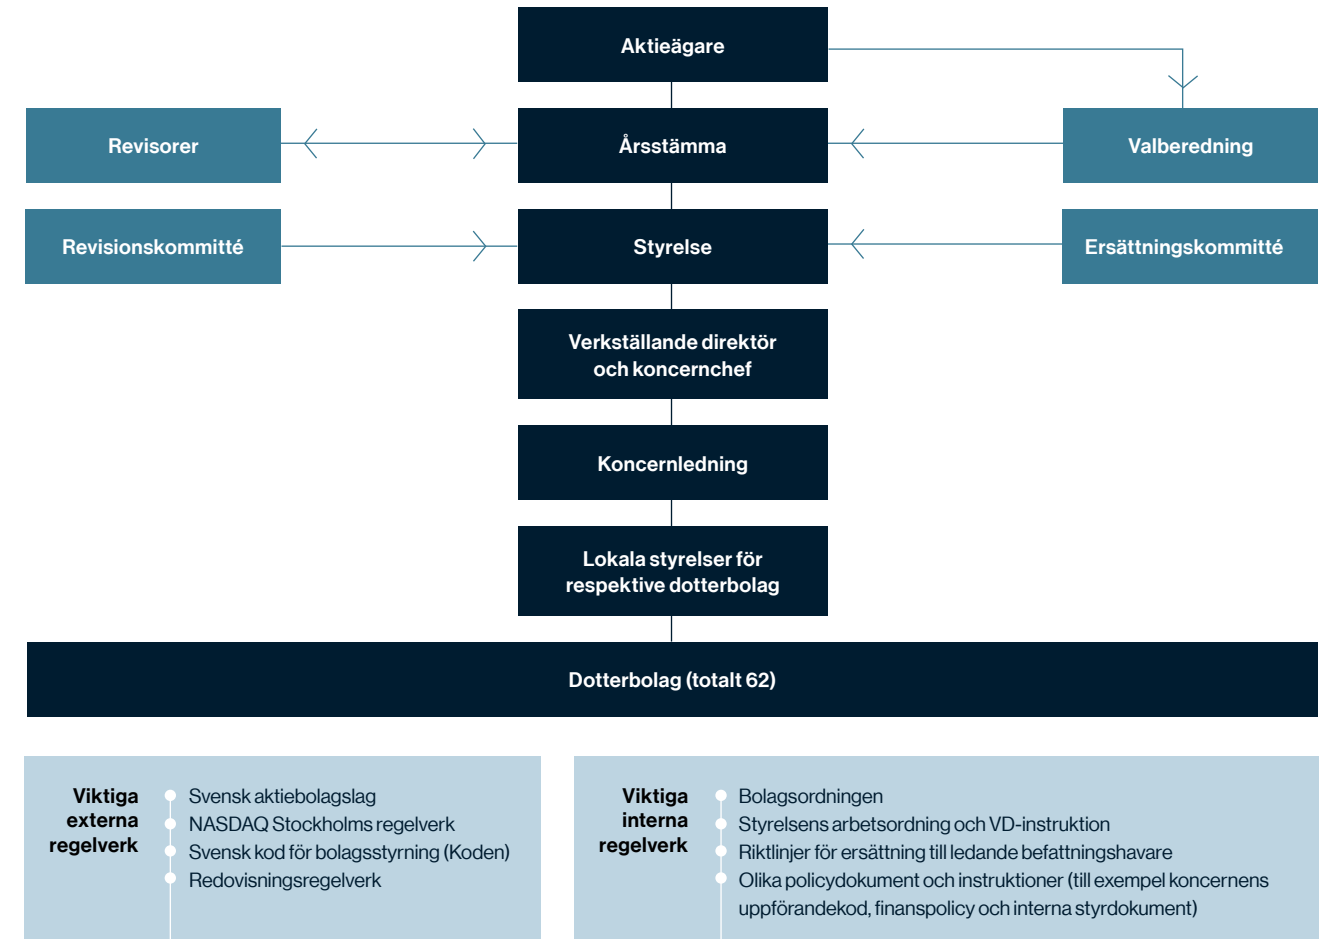 Aktieägare
Revisorer
Årsstämma
Valberedning
Revisionskommitté
Styrelse
Ersättningskommitté
Verkställande direktör
och koncernchef
Koncernledning
Lokala styrelser för
respektive dotterbolag
Dotterbolag (totalt 62)
Viktiga
externa
regelverk
Svensk aktiebolagslag
NASDAQ Stockholms regelverk
Svensk kod för bolagsstyrning (Koden)
Redovisningsregelverk
Viktiga
interna
regelverk
Bolagsordningen
Styrelsens arbetsordning och VD-instruktion
Riktlinjer för ersättning till ledande befattningshavare
Olika policydokument och instruktioner (till exempel koncernens
uppförandekod, finanspolicy och interna styrdokument)